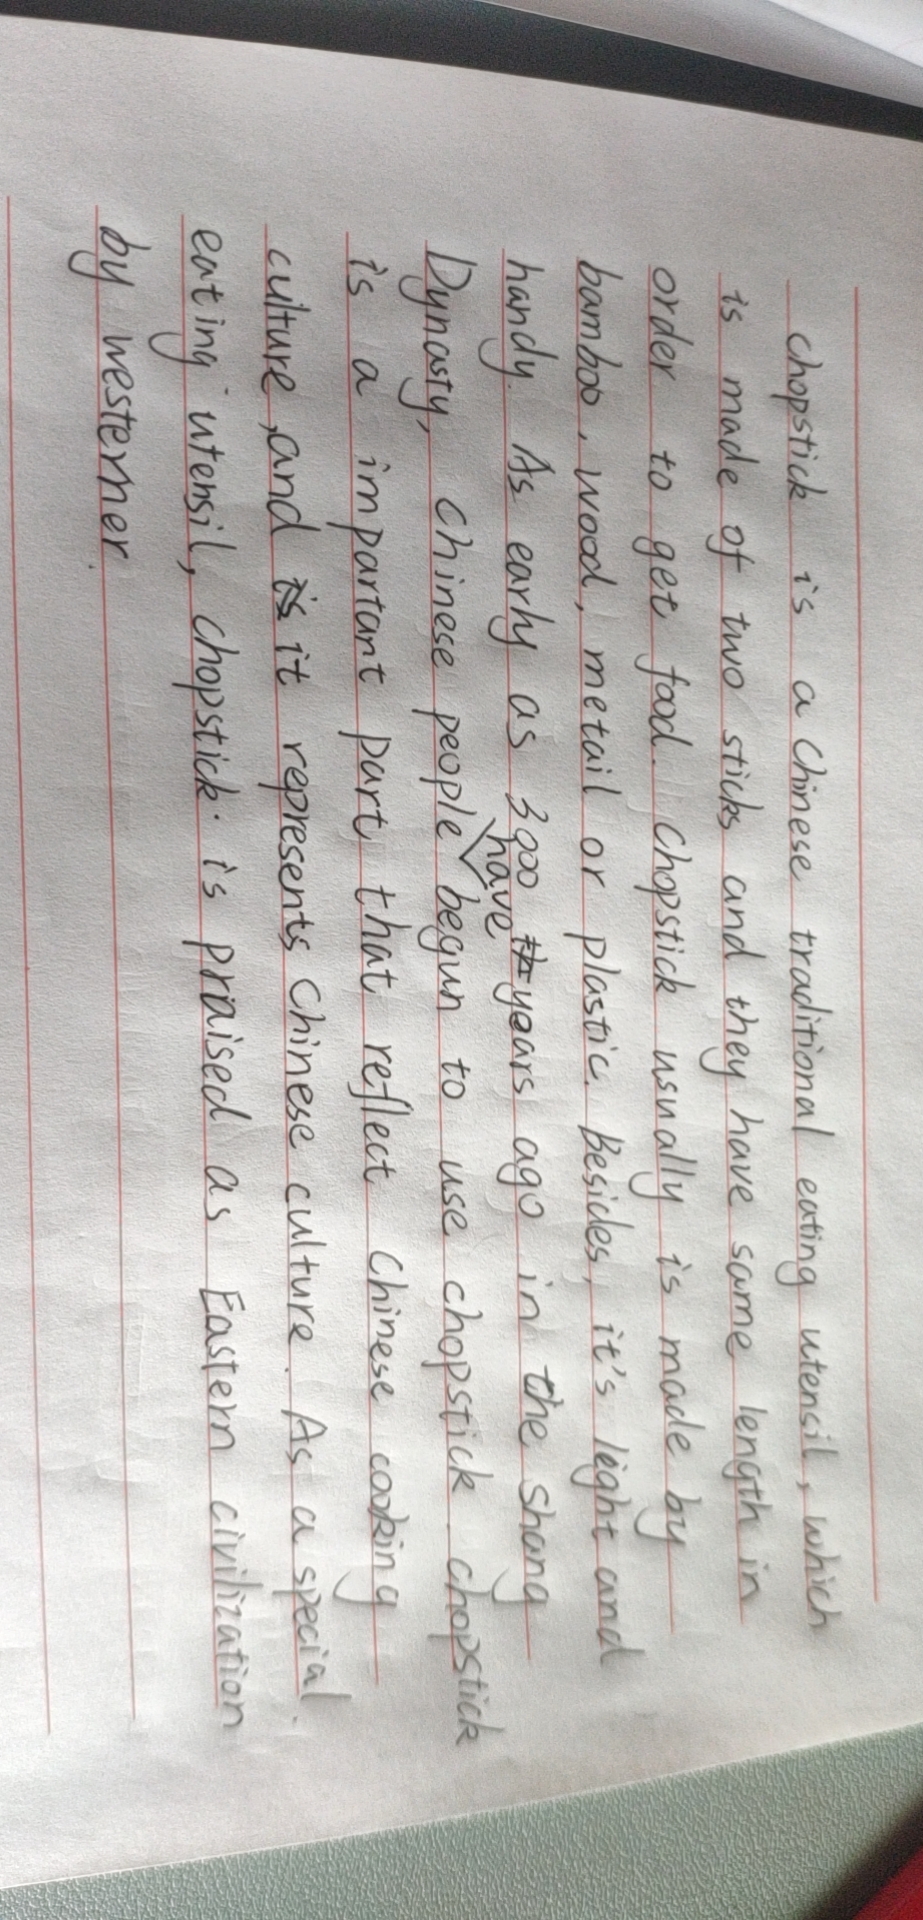 chopstick is a Chinese traditional eating utensil, which
is made of two sticks and they have same length in
order to get food. Chopstick usually is made by
bamboo, wood, metail or plastic. Besides, it's leght and
handy. As early as 3000 years ago in the Shang
Dynasty, Chinese people have begun to use chopstick. chopstick
is a impartant part, that reflect Chinese cooking
culture, and it represents Chinese culture. As a special
eating utensil, chopstick is praised as Eastern civilization
by westerner.